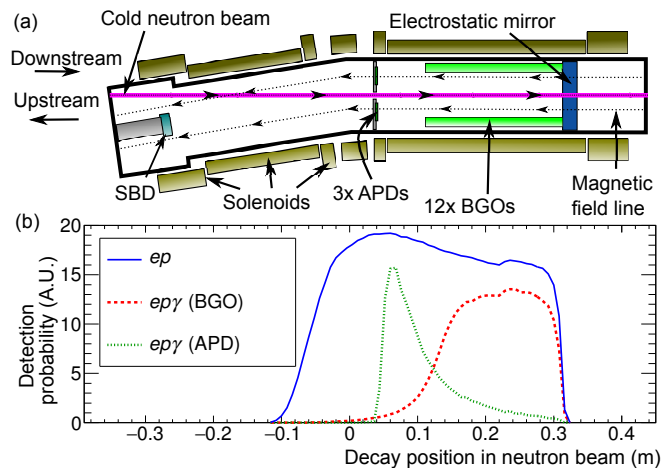 (a)
Cold neutron beam
Electrostatic mirror
Downstream
Upstream
SBD
Solenoids
3x APDs
12x BGOs
Magnetic
field line
(b)
20
15
10
5
0
Detection
probability (A.U.)
ep
epγ (BGO)
epγ (APD)
−0.3 −0.2 −0.1 0 0.1 0.2 0.3 0.4
Decay position in neutron beam (m)